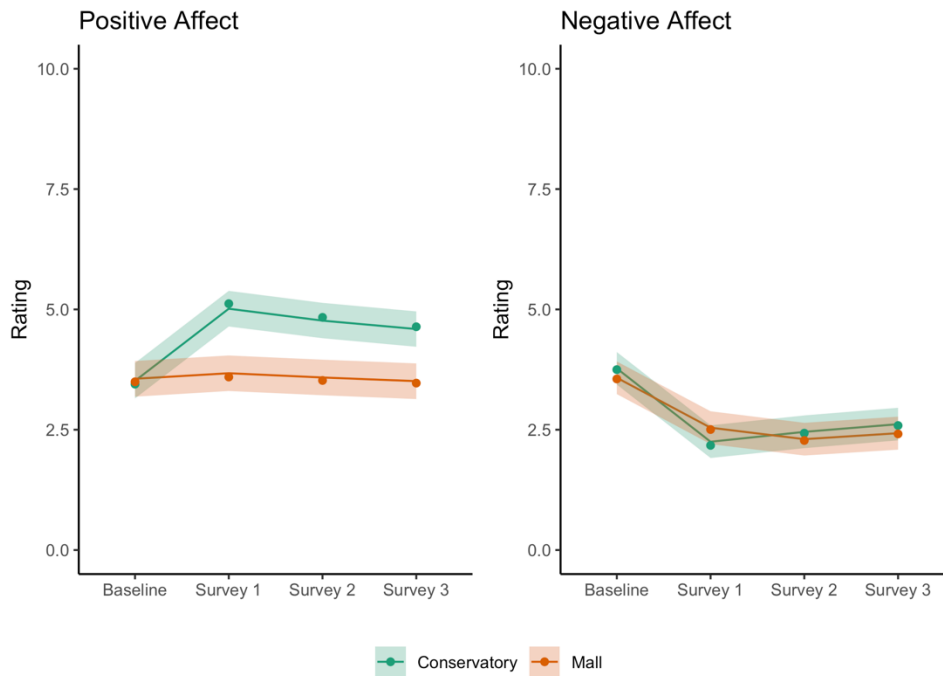 Positive Affect
Rating
10.0
7.5
5.0
2.5
0.0
Baseline Survey 1 Survey 2 Survey 3
Negative Affect
Rating
10.0
7.5
5.0
2.5
0.0
Baseline Survey 1 Survey 2 Survey 3
Conservatory Mall